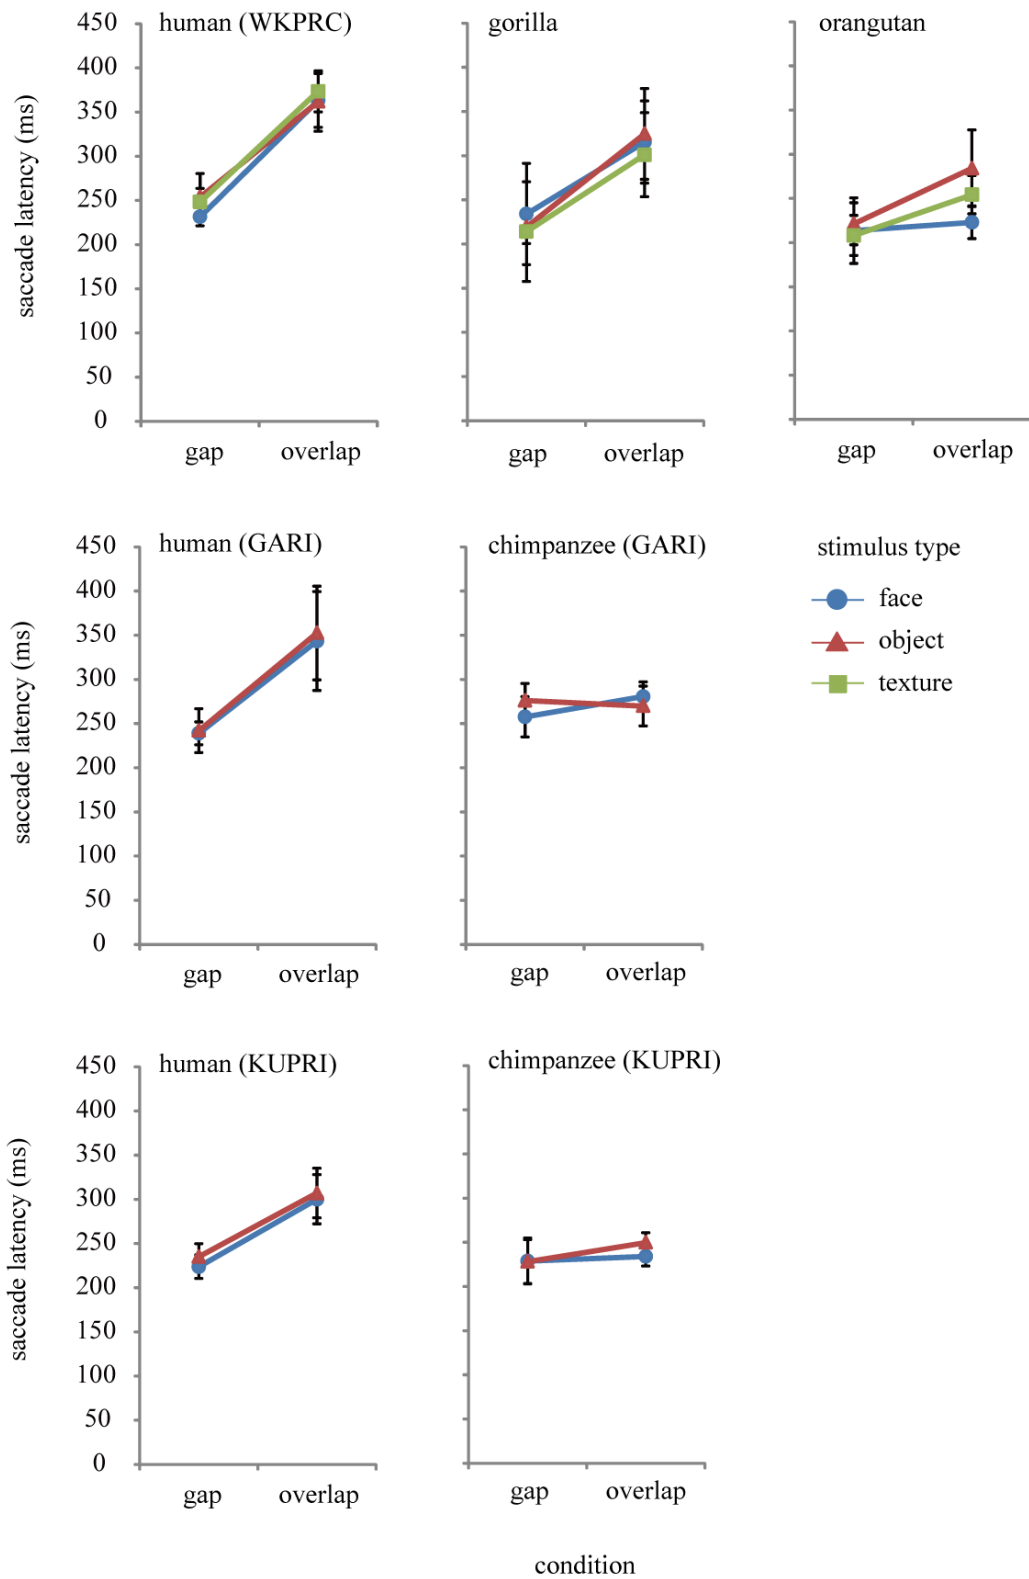 human (WKPRC)
gorilla
orangutan
450
400
350
300
250
200
150
100
50
0
saccade latency (ms)
gap overlap
gap overlap
gap overlap
human (GARI)
chimpanzee (GARI)
450
400
350
300
250
200
150
100
50
0
saccade latency (ms)
gap overlap
gap overlap
stimulus type
face
object
texture
human (KUPRI)
chimpanzee (KUPRI)
450
400
350
300
250
200
150
100
50
0
saccade latency (ms)
gap overlap
gap overlap
condition